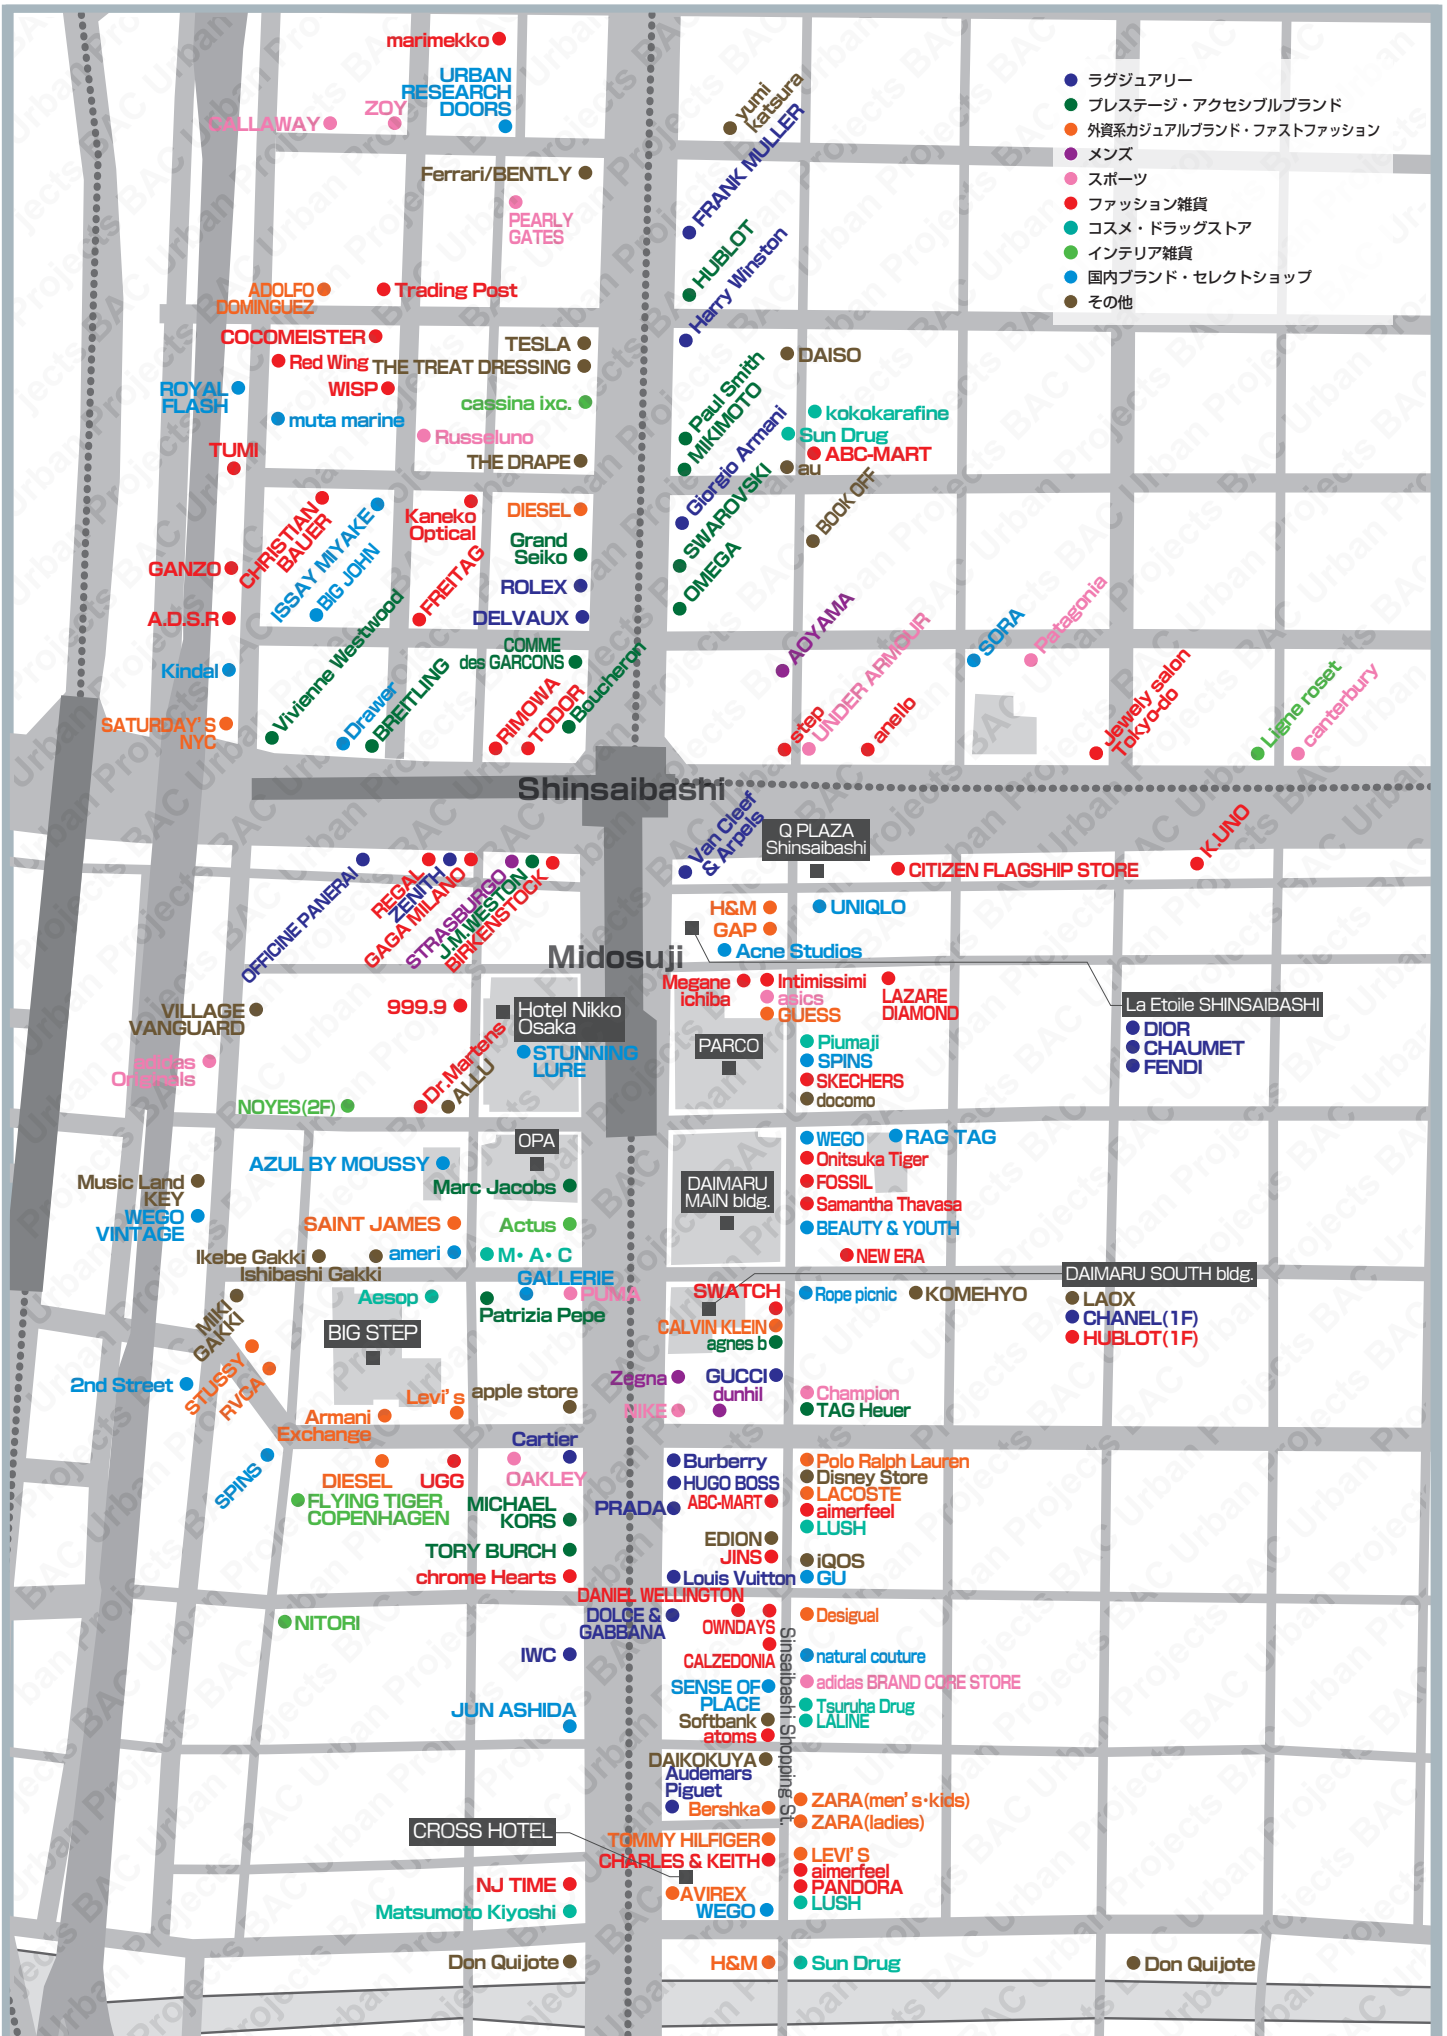 marimekko
URBAN
RESEARCH
DOORS
ZOY
CALLAWAY
yumi
katsura
FRANK MULLER
ラグジュアリー
プレステージ・アクセシブルブランド
外資系カジュアルブランド・ファストファッション
メンズ
スポーツ
ファッション雑貨
コスメ・ドラッグストア
インテリア雑貨
国内ブランド・セレクトショップ
その他
Ferrari/BENTLY
PEARLY
GATES
HUBLOT
Harry Winston
ADOLFO
DOMINGUEZ
Trading Post
COCOMEISTER
Red Wing
THE TREAT DRESSING
TESLA
WISP
ROYAL
FLASH
muta marine
cassina ixc.
Russeluno
TUMI
THE DRAPE
DAISO
Paul Smith
MIKIMOTO
Giorgio Armani
kokokarafine
Sun Drug
ABC-MART
au
SWAROVSKI
OMEGA
BOOK OFF
CHRISTIAN
BAUER
ISSAY MIYAKE
BIG JOHN
Kaneko
Optical
FREITAG
DIESEL
Grand
Seiko
ROLEX
DELVAUX
GANZO
A.D.S.R
Kindal
SATURDAY'S
NYC
Vivienne Westwood
Drawer
BREITLING
COMME
des GARCONS
RIMOWA
TODOR
Boucheron
AOYAMA
step
UNDER ARMOUR
anello
SORA
Patagonia
Jewely salon
Tokyo-do
Ligne roset
canterbury
Shinsaibashi
Van Cleef
& Arpels
Q PLAZA
Shinsaibashi
CITIZEN FLAGSHIP STORE
K.UNO
OFFICINE PANERAI
REGAL
ZENITH
GAGA MILANO
STRASBURGO
J.M.WESTON
BIRKENSTOCK
H&M
GAP
UNIQLO
Acne Studios
Midosuji
Megane
ichiba
Intimissimi
asics
GUESS
LAZARE
DIAMOND
La Etoile SHINSAIBASHI
DIOR
CHAUMET
FENDI
VILLAGE
VANGUARD
999.9
Hotel Nikko
Osaka
STUNNING
LURE
adidas
Originals
Dr.Martens
ALLU
NOYES(2F)
PARCO
Piumaji
SPINS
SKECHERS
docomo
OPA
AZUL BY MOUSSY
Marc Jacobs
Music Land
KEY
WEGO
VINTAGE
SAINT JAMES
Actus
Ikebe Gakki
Ishibashi Gakki
ameri
M・A・C
DAIMARU
MAIN bldg.
WEGO
RAG TAG
Onitsuka Tiger
FOSSIL
Samantha Thavasa
BEAUTY & YOUTH
NEW ERA
GALLERIE
PUMA
Aesop
Patrizia Pepe
MIKI
GAKKI
BIG STEP
STUSSY
RVCA
2nd Street
Levi's
apple store
Armani
Exchange
SWATCH
CALVIN KLEIN
agnes b
Rope picnic
KOMEHYO
DAIMARU SOUTH bldg.
LAOX
CHANEL(1F)
HUBLOT(1F)
Zegna
GUCCI
dunhil
NIKE
Champion
TAG Heuer
Cartier
OAKLEY
SPINS
DIESEL
UGG
FLYING TIGER
COPENHAGEN
MICHAEL
KORS
TORY BURCH
chrome Hearts
Burberry
HUGO BOSS
PRADA
ABC-MART
EDION
JINS
Louis Vuitton
Polo Ralph Lauren
Disney Store
LACOSTE
aimerfeel
LUSH
iQOS
GU
DANIEL WELLINGTON
DOLCE &
GABBANA
OWNDAYS
CALZEDONIA
Desigual
natural couture
NITORI
IWC
JUN ASHIDA
SENSE OF
PLACE
Softbank
atoms
adidas BRAND CORE STORE
Tsuruha Drug
LALINE
Sinsaibashi Shopping St.
DAIKOKUYA
Audemars
Piguet
Bershka
ZARA(men's・kids)
ZARA(ladies)
CROSS HOTEL
TOMMY HILFIGER
CHARLES & KEITH
LEVI'S
aimerfeel
PANDORA
LUSH
AVIREX
WEGO
NJ TIME
Matsumoto Kiyoshi
Don Quijote
H&M
Sun Drug
Don Quijote